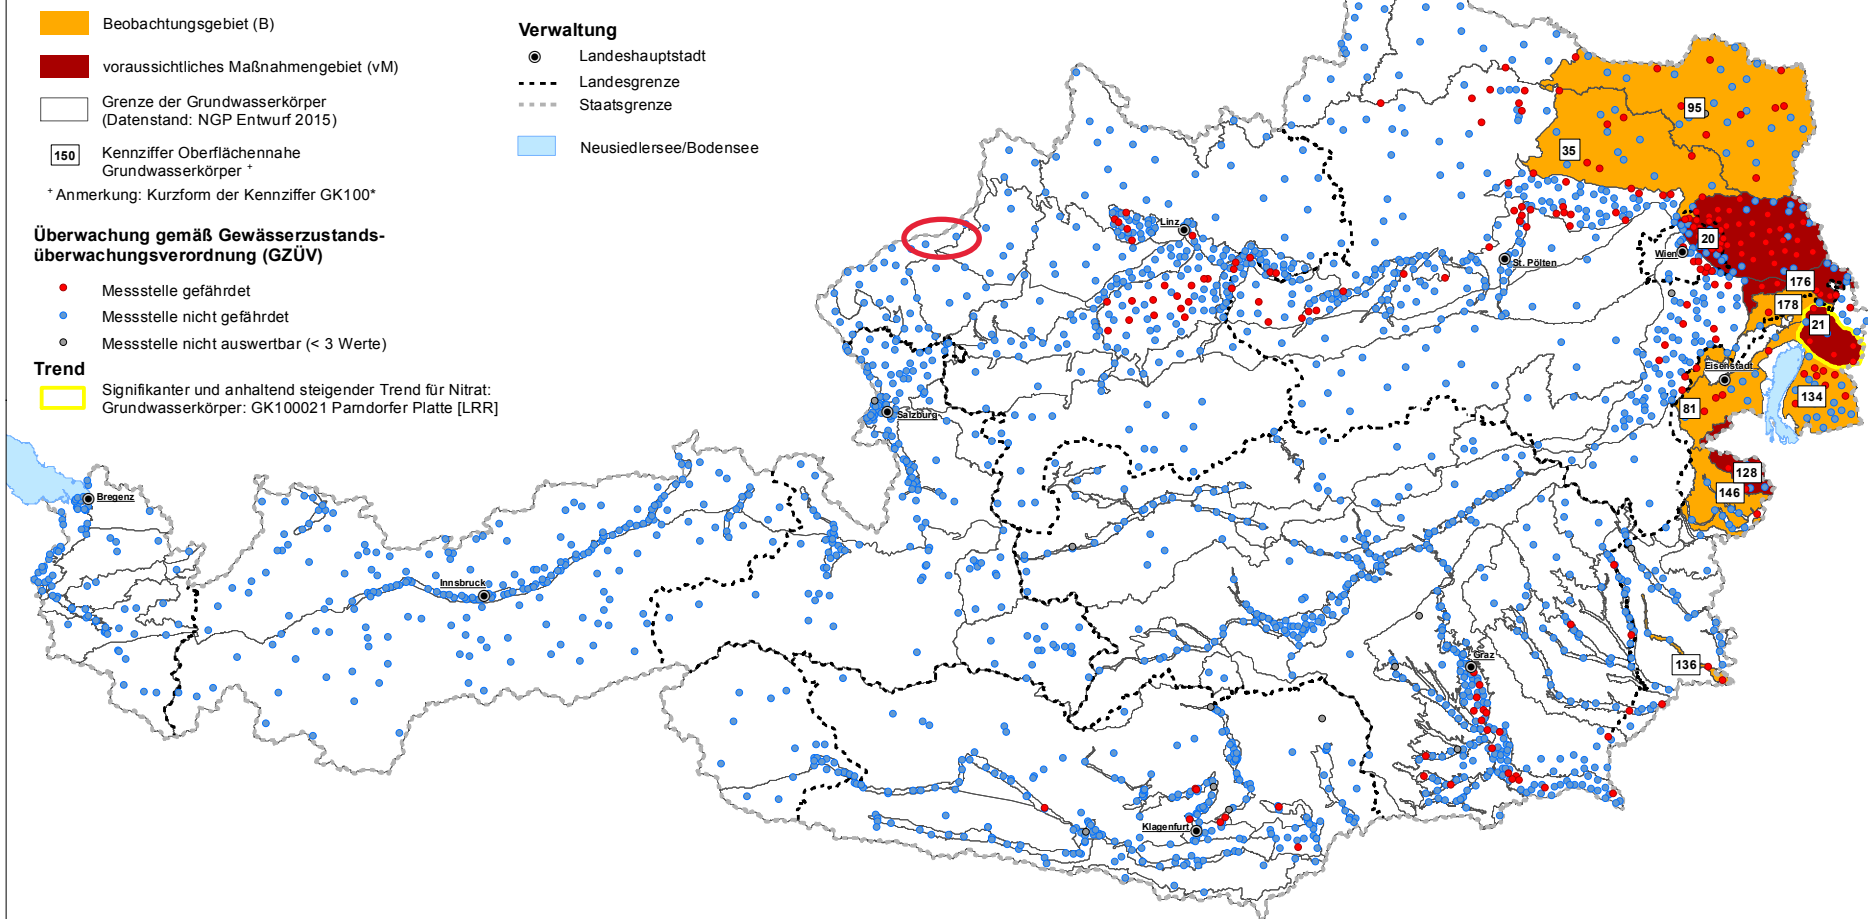 Beobachtungsgebiet (B)
voraussichtliches Maßnahmengebiet (vM)
Grenze der Grundwasserkörper
(Datenstand: NGP Entwurf 2015)
150
Kennziffer Oberflächennahe
Grundwasserkörper +
+ Anmerkung: Kurzform der Kennziffer GK100*
Überwachung gemäß Gewässerzustands-
überwachungsverordnung (GZÜV)
Messstelle gefährdet
Messstelle nicht gefährdet
Messstelle nicht auswertbar (< 3 Werte)
Trend
Signifikanter und anhaltend steigender Trend für Nitrat:
Grundwasserkörper: GK100021 Parndorfer Platte [LRR]
Verwaltung
Landeshauptstadt
Landesgrenze
Staatsgrenze
Neusiedlersee/Bodensee
95
35
Linz
20
Wien
St. Pölten
176
178
21
Eisenstadt
134
81
Salzburg
128
146
Bregenz
Innsbruck
Graz
136
Klagenfurt